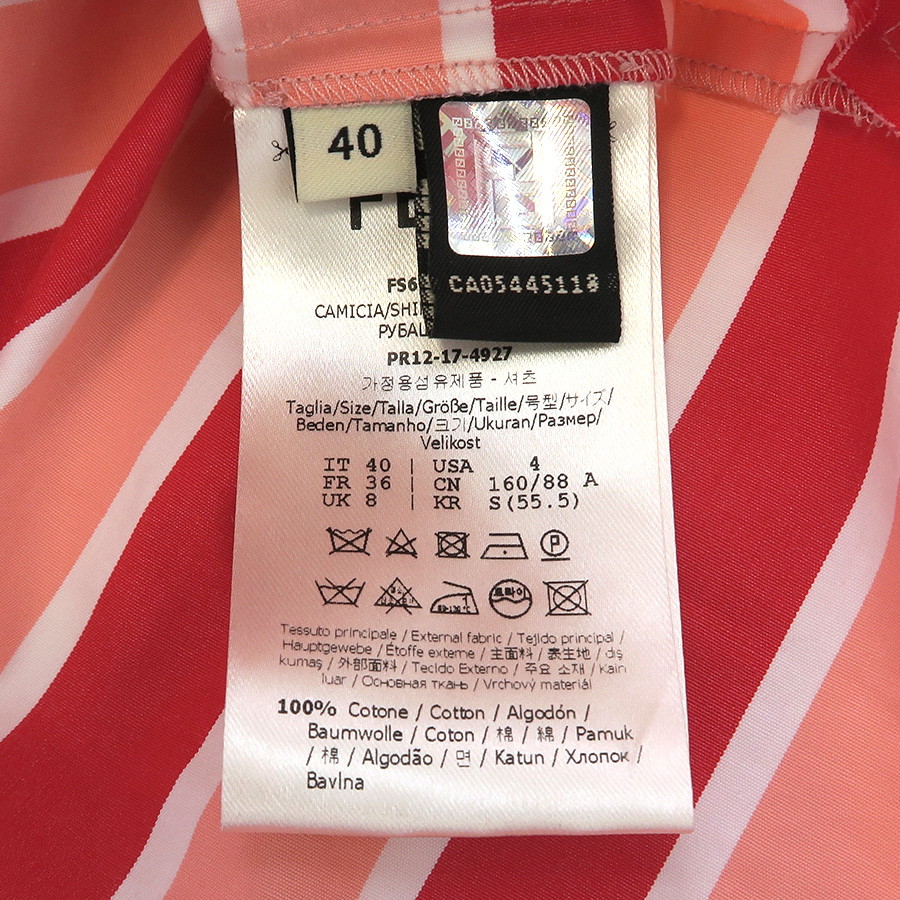 40
CA05445118
FS6
CAMICIA/SHI
РУБАШ
PR12-17-4927
가정용섬유제품 - 셔츠
Taglia/Size/Talla/Größe/Taille/号型/サイズ/
Beden/Tamanho/크기/Ukuran/Размер/
Velikost
IT 40 | USA 4
FR 36 | CN 160/88 A
UK 8 | KR S(55.5)
P
드라이
Tessuto principale / External fabric / Tejido principal /
Hauptgewebe / Étoffe externe / 主面料 / 表生地 / dış
kumaş / 外部面料 / Tecido Externo / 주요 소재 / Kain
luar / Основная ткань / Vrchový materiál
100% Cotone / Cotton / Algodón /
Baumwolle / Coton / 棉 / 綿 / Pamuk
/ 棉 / Algodão / 면 / Katun / Хлопок /
Bavlna